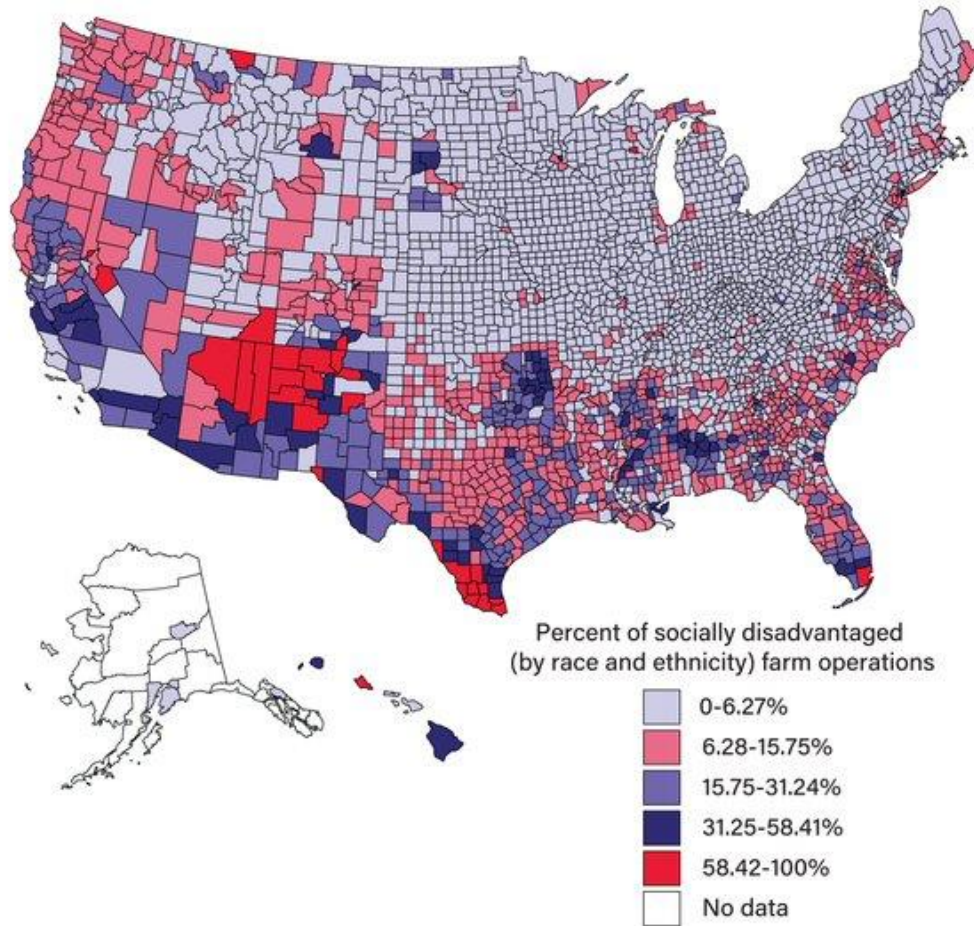 Percent of socially disadvantaged
(by race and ethnicity) farm operations
0-6.27%
6.28-15.75%
15.75-31.24%
31.25-58.41%
58.42-100%
No data